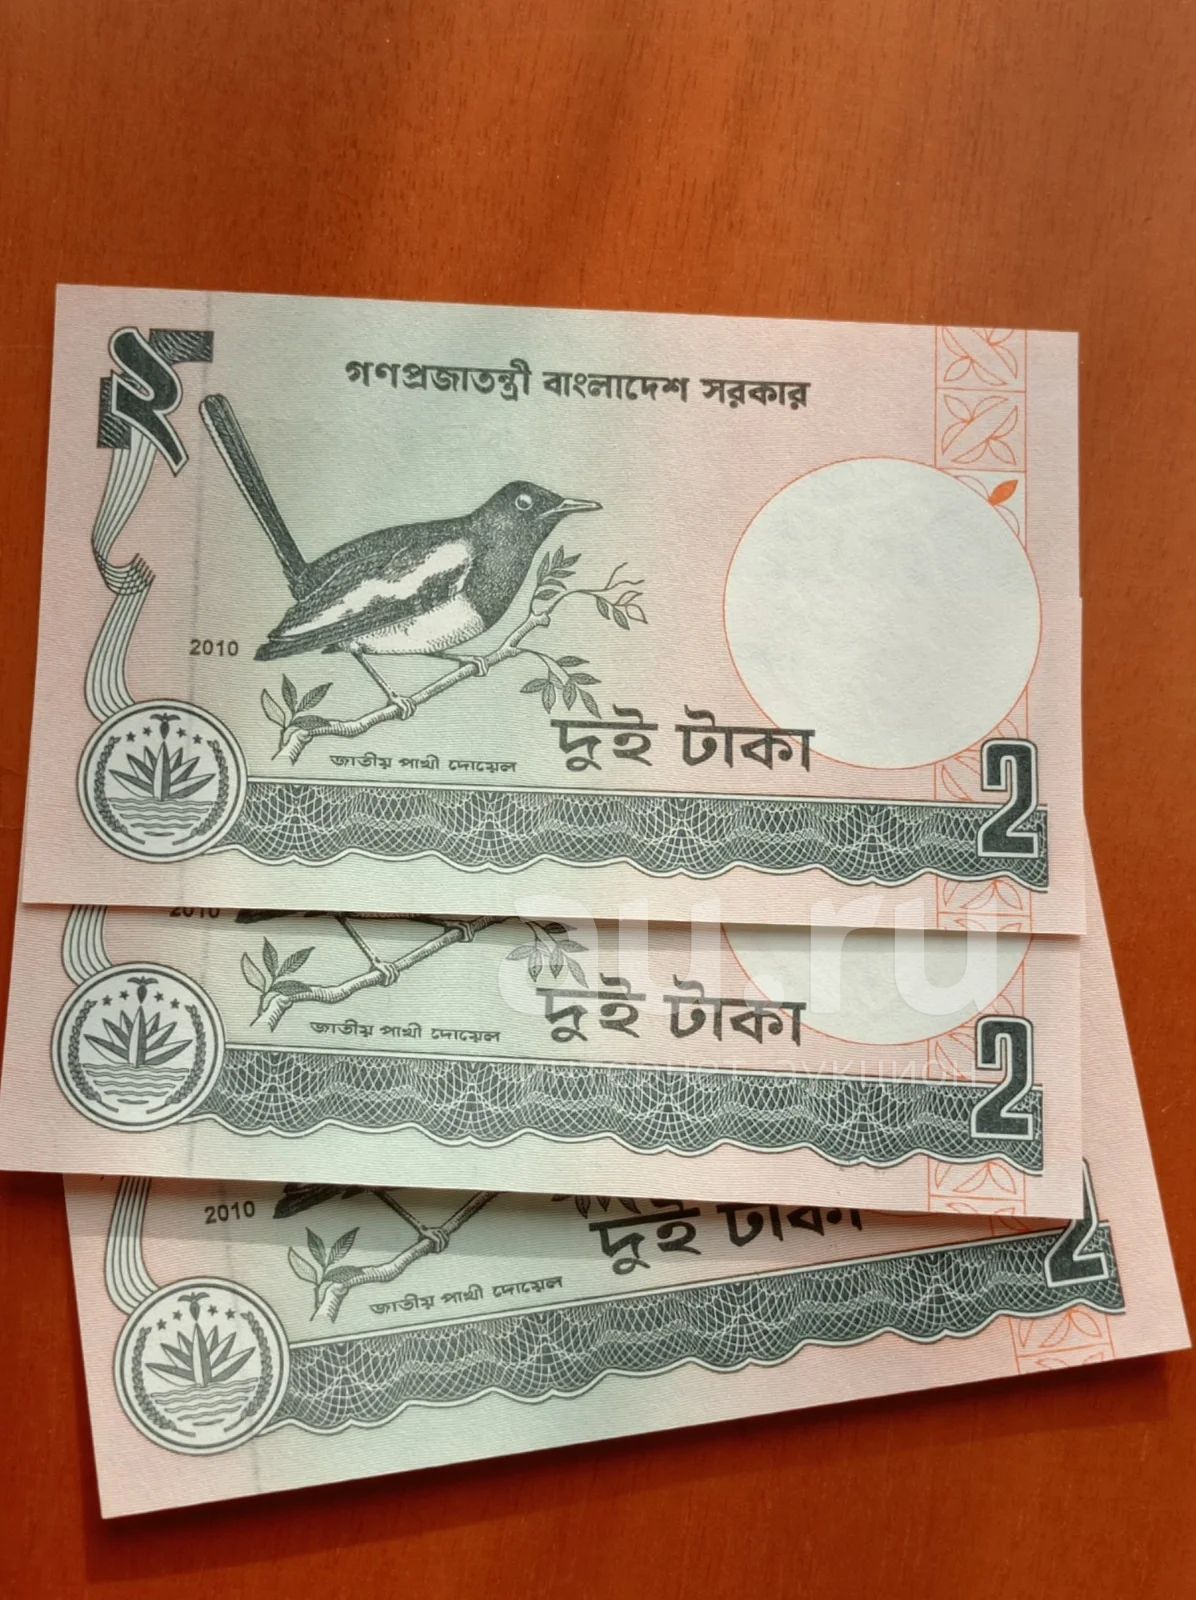 ২
গণপ্রজাতন্ত্রী বাংলাদেশ সরকার
2010
দুই টাকা
জাতীয় পাখী দোয়েল
2
2010
au.ru
দুই টাকা
জাতীয় পাখী দোয়েল
2
2010
দুই টাকা
জাতীয় পাখী দোয়েল
2